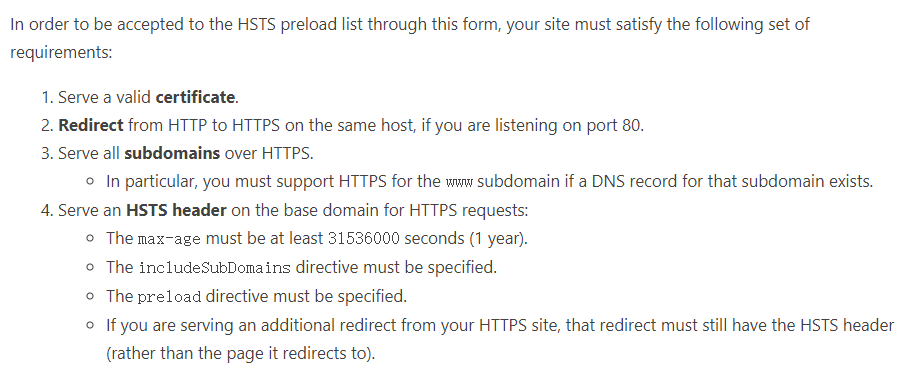 In order to be accepted to the HSTS preload list through this form, your site must satisfy the following set of
requirements:
1. Serve a valid certificate.
2. Redirect from HTTP to HTTPS on the same host, if you are listening on port 80.
3. Serve all subdomains over HTTPS.
In particular, you must support HTTPS for the www subdomain if a DNS record for that subdomain exists.
4. Serve an HSTS header on the base domain for HTTPS requests:
The max-age must be at least 31536000 seconds (1 year).
The includeSubDomains directive must be specified.
The preload directive must be specified.
If you are serving an additional redirect from your HTTPS site, that redirect must still have the HSTS header
(rather than the page it redirects to).